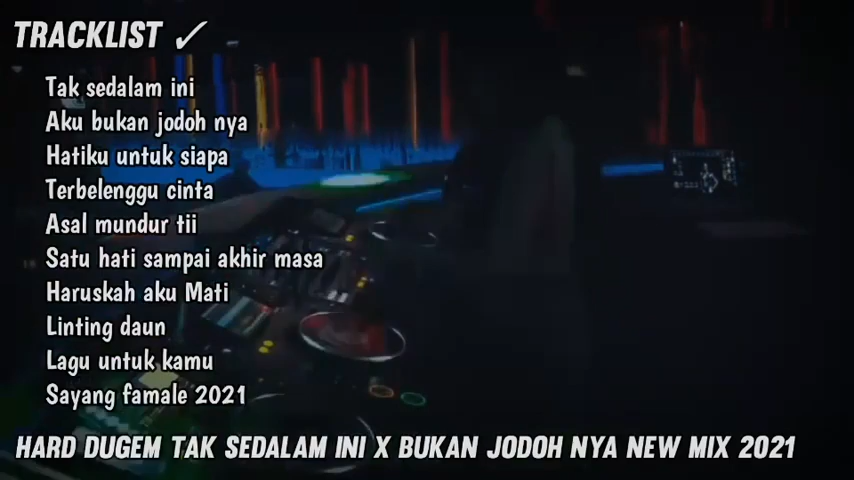 TRACKLIST ✓
Tak sedalam ini
Aku bukan jodoh nya
Hatiku untuk siapa
Terbelenggu cinta
Asal mundur tii
Satu hati sampai akhir masa
Haruskah aku Mati
Linting daun
Lagu untuk kamu
Sayang famale 2021
HARD DUGEM TAK SEDALAM INI X BUKAN JODOH NYA NEW MIX 2021